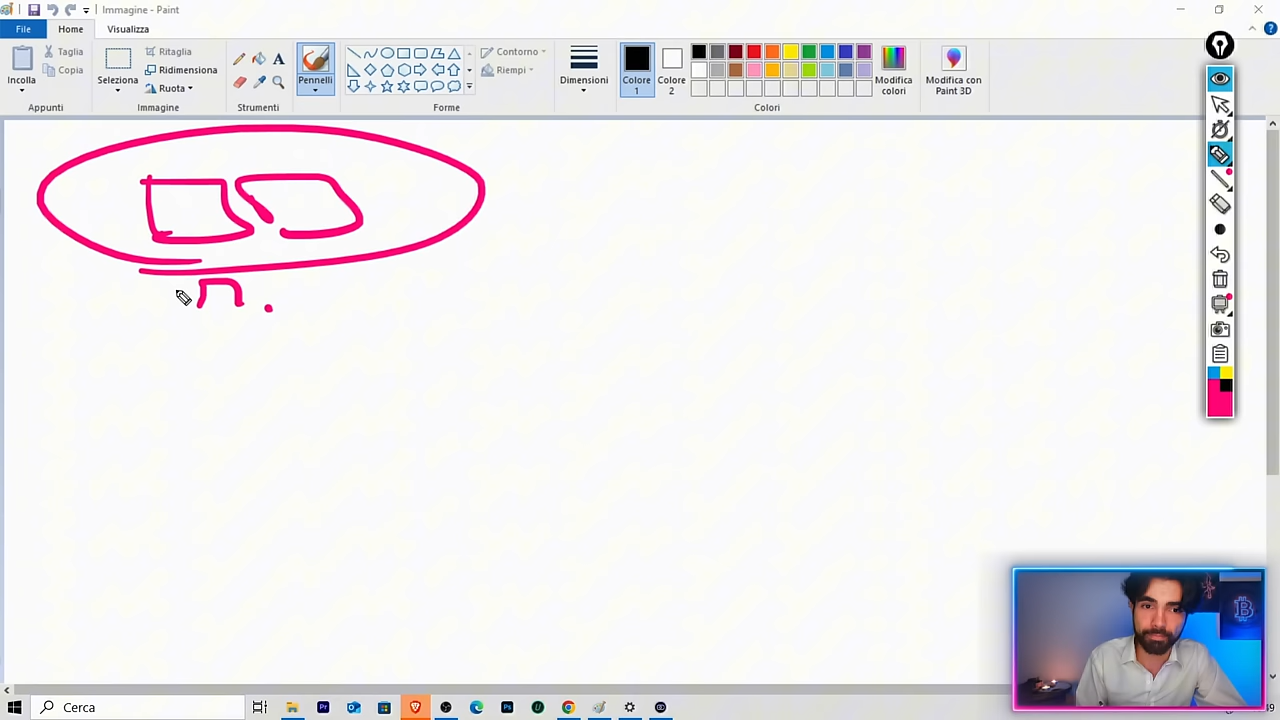 Immagine - Paint
File Home Visualizza
Incolla
Taglia
Copia
Appunti
Seleziona
Ritaglia
Ridimensiona
Ruota
Immagine
A
Strumenti
Pennelli
Contorno
Riempi
Forme
Dimensioni
Colore 1
Colore 2
Modifica colori
Colori
Modifica con Paint 3D
Cerca